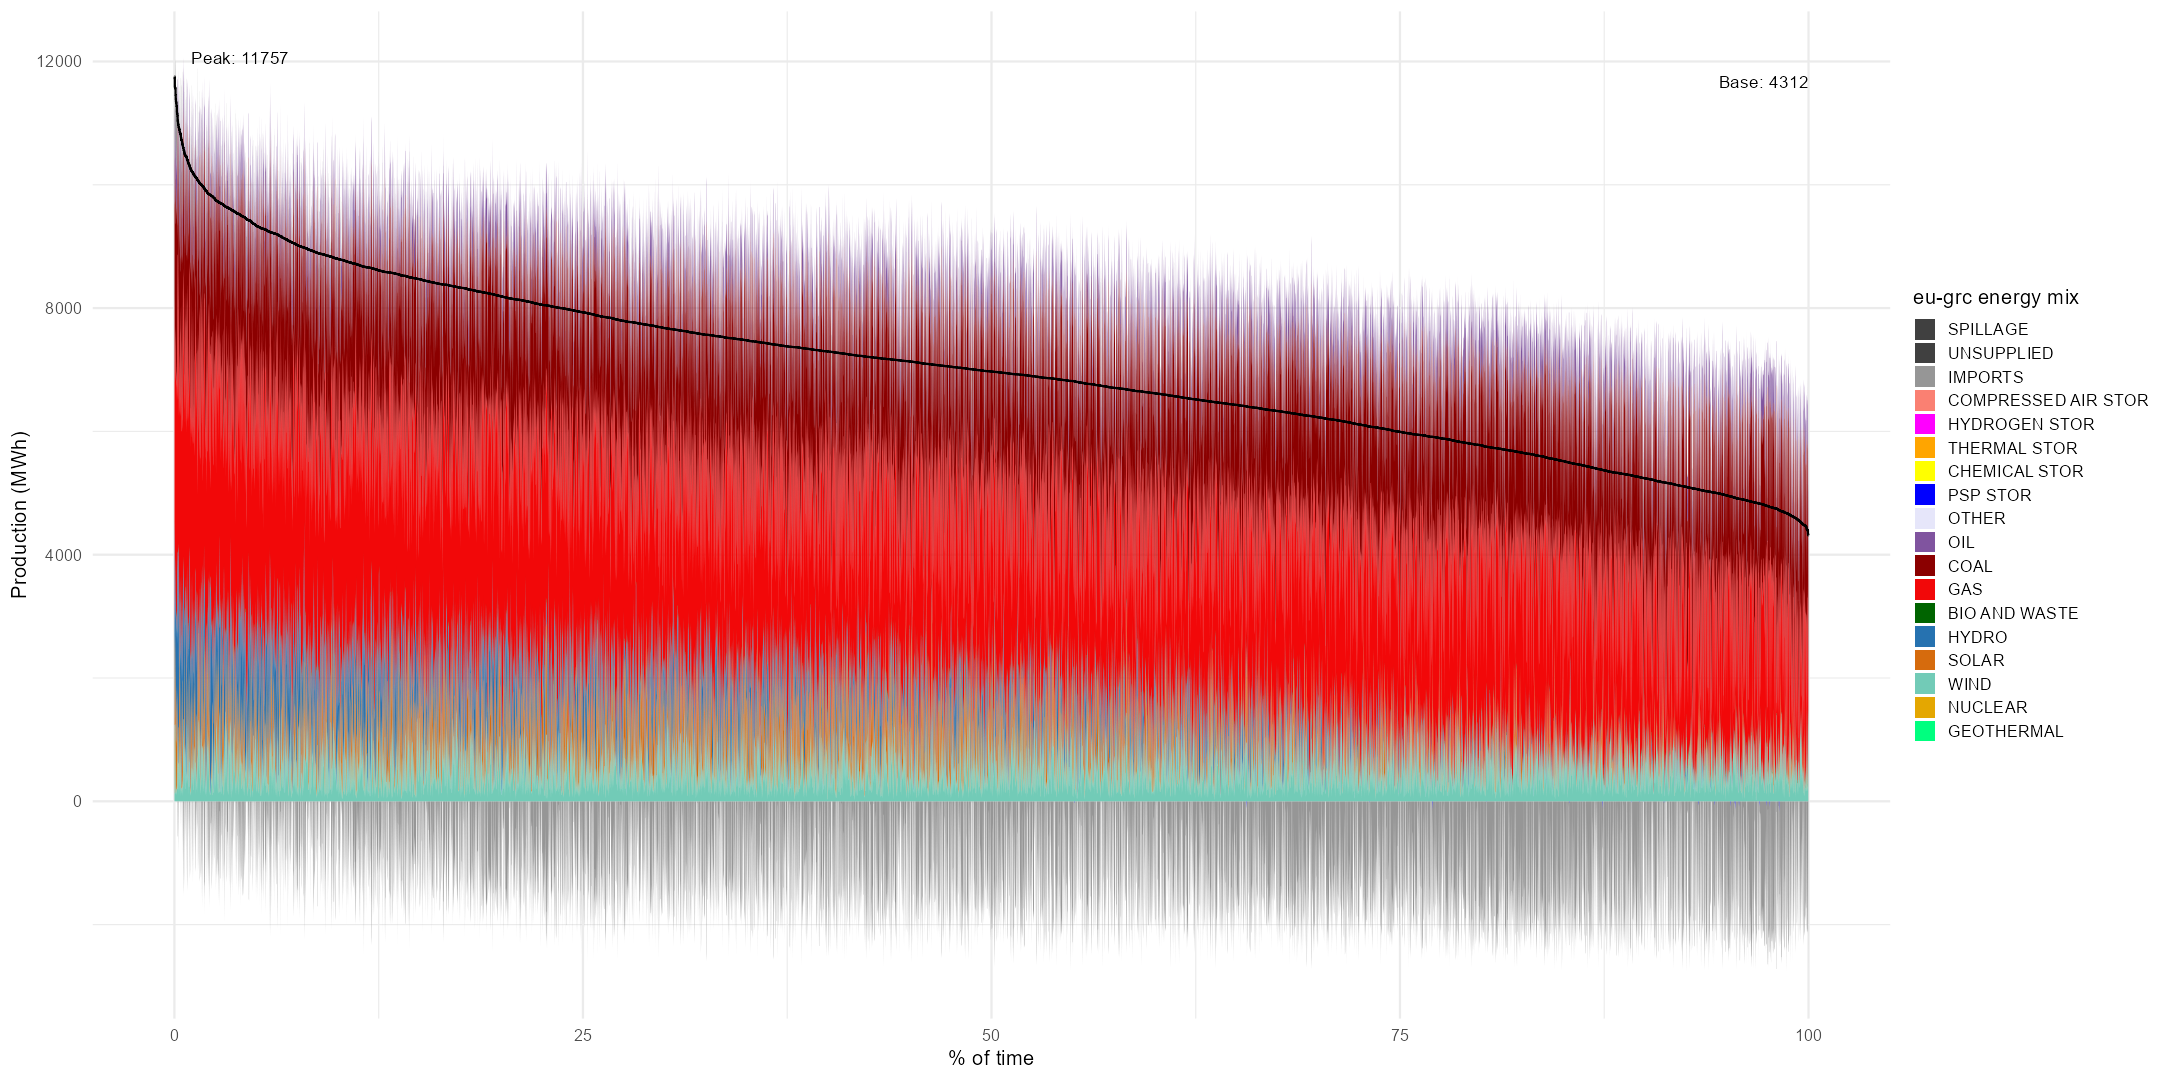 12000
8000
4000
0
Production (MWh)
Peak: 11757
Base: 4312
0
25
50
75
100
% of time
eu-grc energy mix
SPILLAGE
UNSUPPLIED
IMPORTS
COMPRESSED AIR STOR
HYDROGEN STOR
THERMAL STOR
CHEMICAL STOR
PSP STOR
OTHER
OIL
COAL
GAS
BIO AND WASTE
HYDRO
SOLAR
WIND
NUCLEAR
GEOTHERMAL